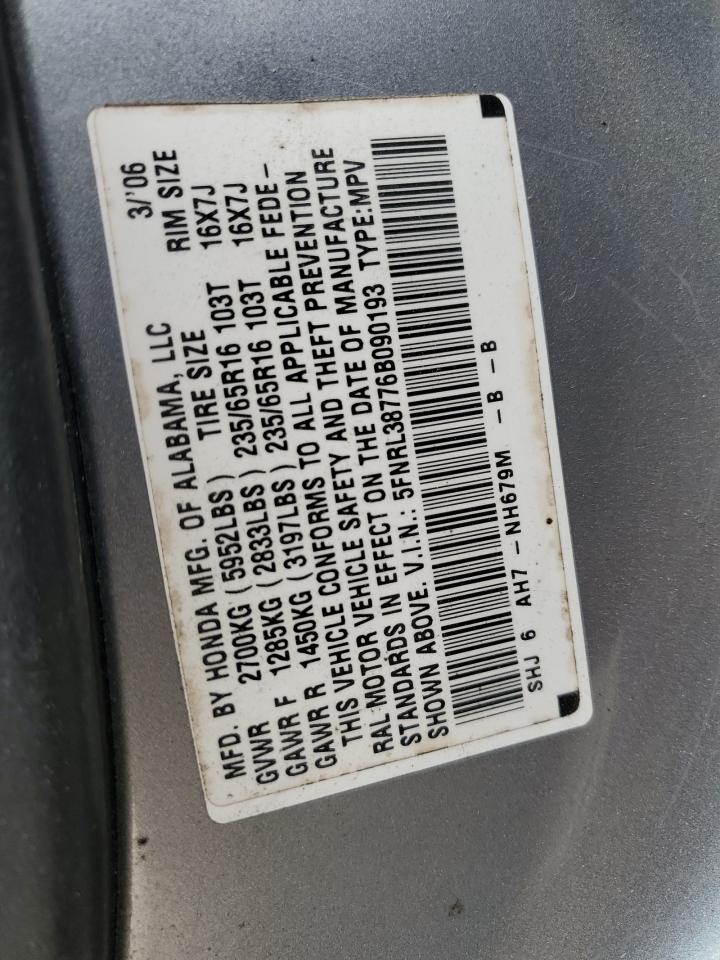 MFD. BY HONDA MFG. OF ALABAMA, LLC 3/'06
GVWR 2700KG (5952LBS) TIRE SIZE RIM SIZE
GAWR F 1285KG (2833LBS) 235/65R16 103T 16X7J
GAWR R 1450KG (3197LBS) 235/65R16 103T 16X7J
THIS VEHICLE CONFORMS TO ALL APPLICABLE FEDE-
RAL MOTOR VEHICLE SAFETY AND THEFT PREVENTION
STANDARDS IN EFFECT ON THE DATE OF MANUFACTURE
SHOWN ABOVE. V.I.N.: 5FNRL38776B090193 TYPE:MPV
SHJ 6 AH7 - NH679M - B - B